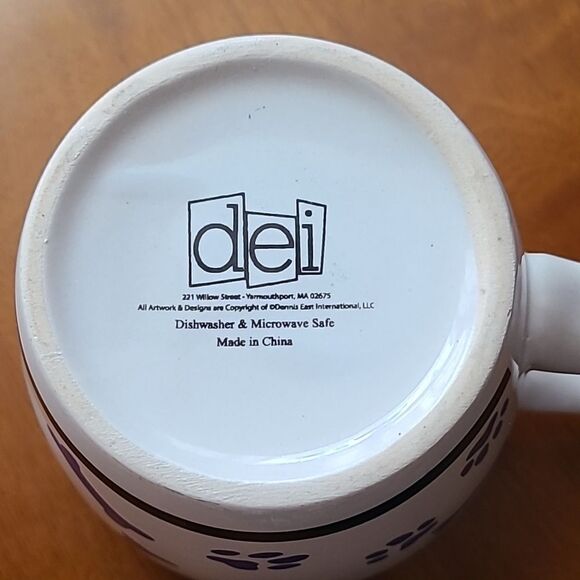 dei
221 Willow Street - Yarmouthport, MA 02675
All Artwork & Designs are Copyright of ©Dennis East International, LLC
Dishwasher & Microwave Safe
Made in China